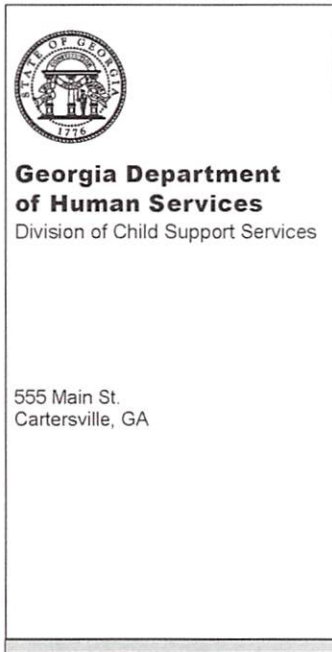 STATE OF GEORGIA
CONSTITUTION
1776
Georgia Department
of Human Services
Division of Child Support Services
555 Main St.
Cartersville, GA